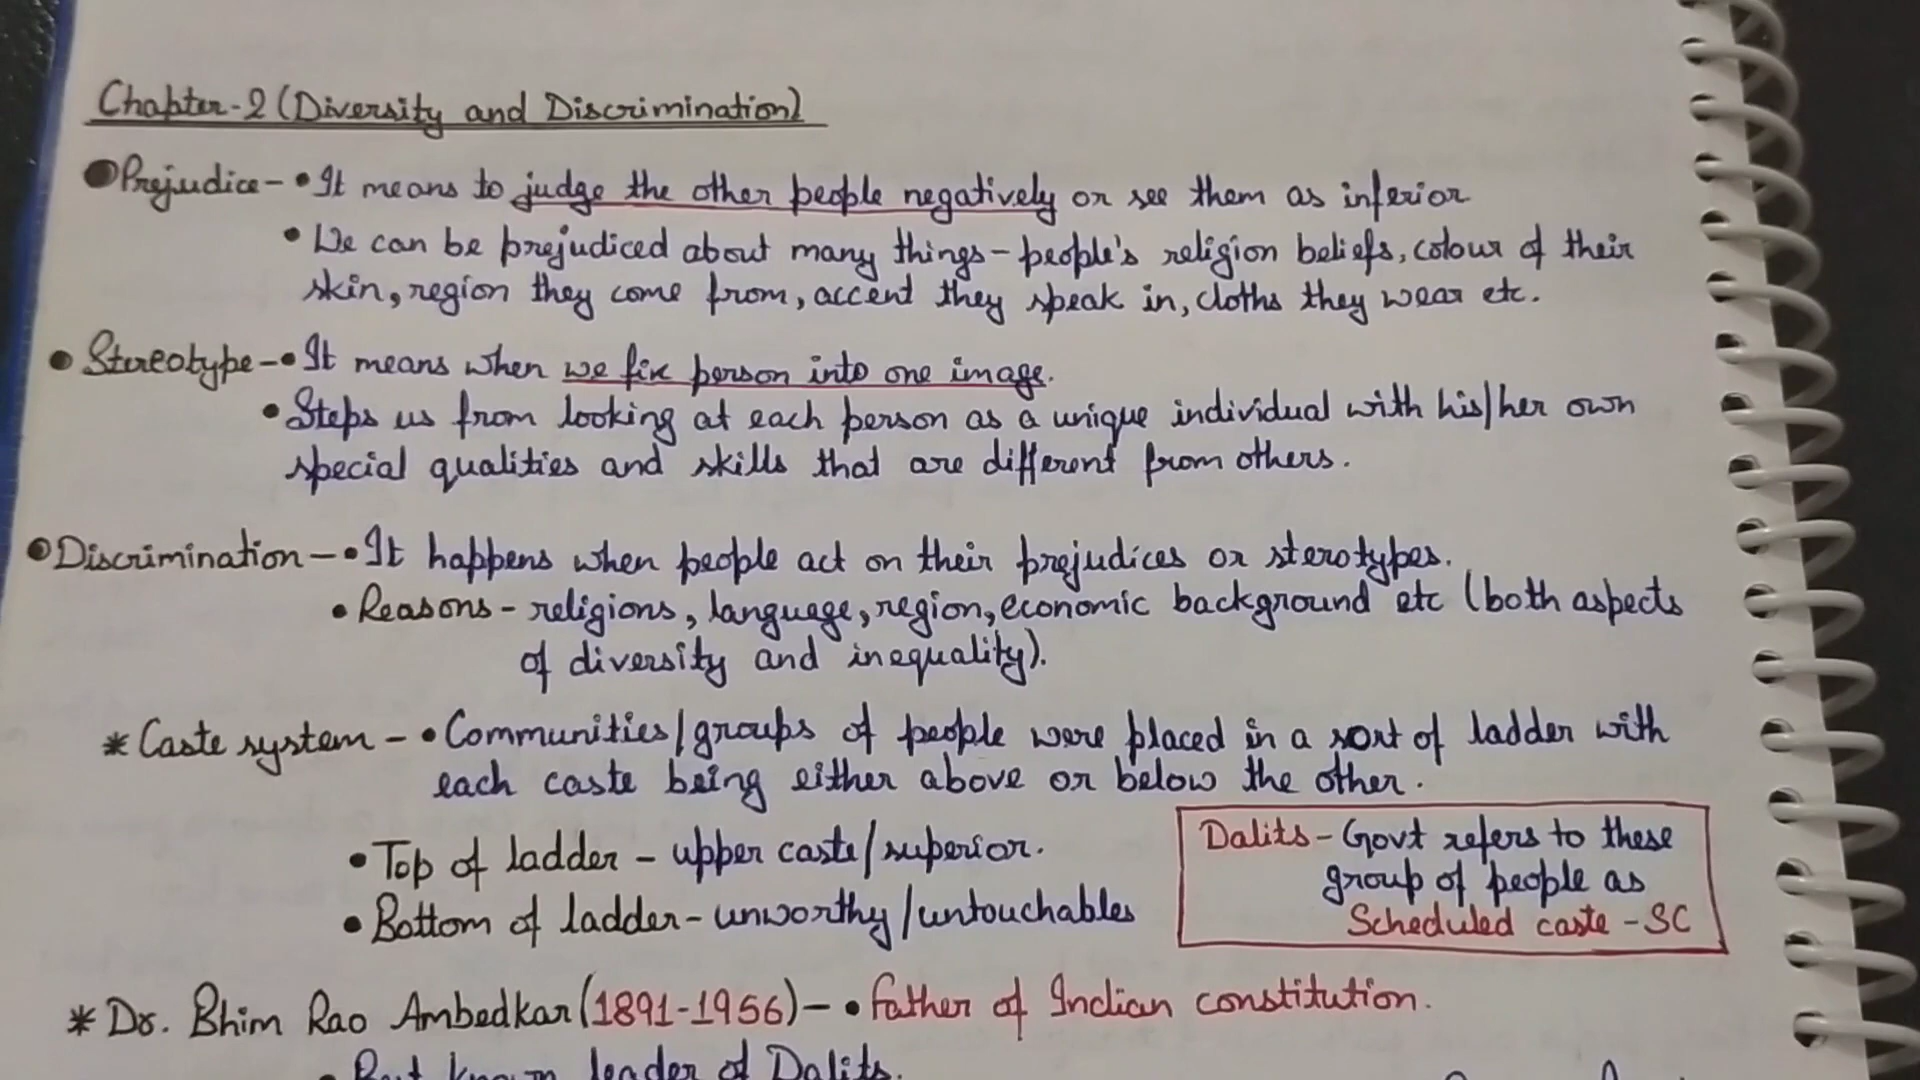 Chapter-2 (Diversity and Discrimination)
● Prejudice - • It means to judge the other people negatively or see them as inferior
• We can be prejudiced about many things - people's religion beliefs, colour of their
skin, region they come from, accent they speak in, cloths they wear etc.
● Stereotype - • It means when we fix person into one image.
• Steps us from looking at each person as a unique individual with his/her own
special qualities and skills that are different from others.
● Discrimination - • It happens when people act on their prejudices or sterotypes.
• Reasons - religions, language, region, economic background etc (both aspects
of diversity and inequality).
* Caste system - • Communities/groups of people were placed in a sort of ladder with
each caste being either above or below the other.
• Top of ladder - upper caste/superior.
• Bottom of ladder - unworthy/untouchables
Dalits - Govt refers to these
group of people as
Scheduled caste - SC
* Dr. Bhim Rao Ambedkar (1891-1956) - • Father of Indian constitution.
known leader of Dalits.